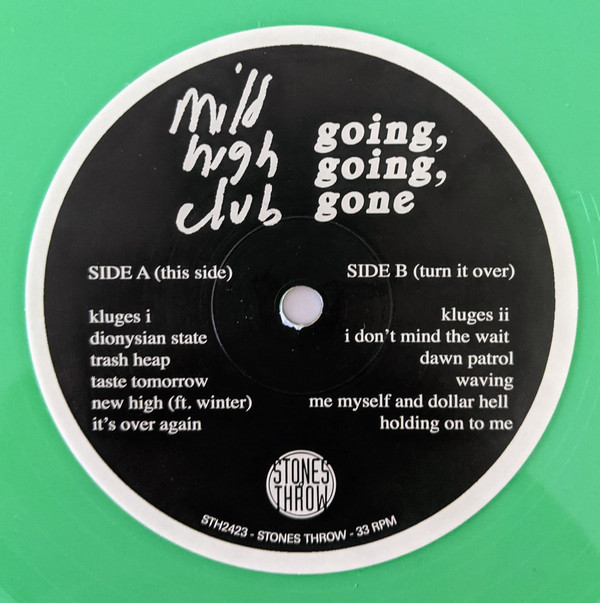 mild
high
club
going,
going,
gone
SIDE A (this side)
kluges i
dionysian state
trash heap
taste tomorrow
new high (ft. winter)
it's over again
SIDE B (turn it over)
kluges ii
i don't mind the wait
dawn patrol
waving
me myself and dollar hell
holding on to me
STONES
THROW
STH2423 - STONES THROW - 33 RPM